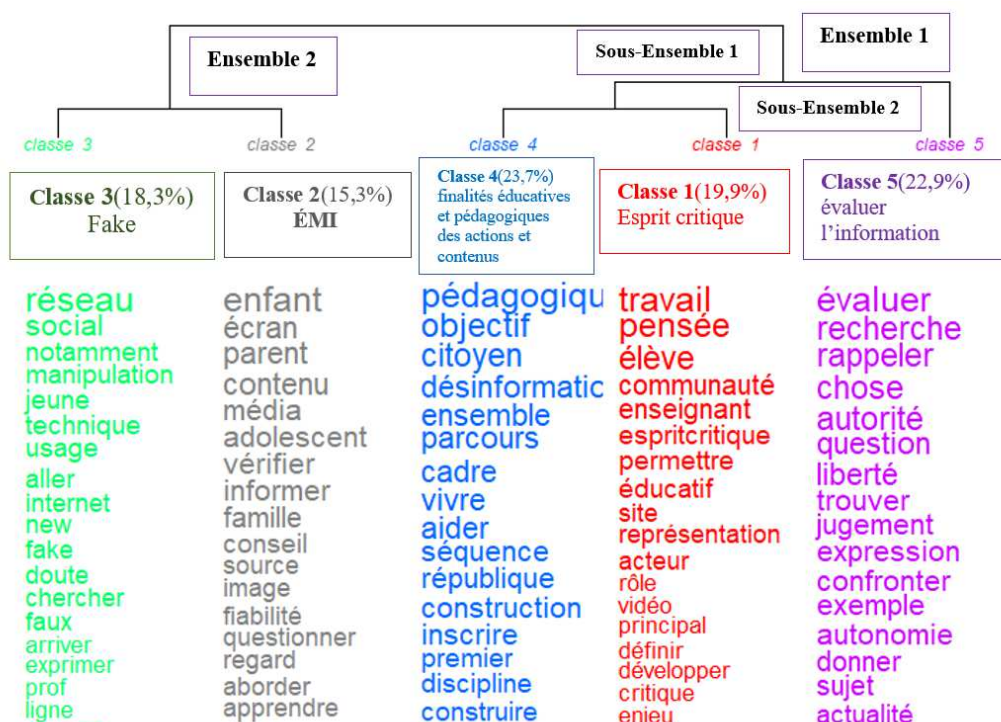 Ensemble 2
Sous-Ensemble 1
Ensemble 1
Sous-Ensemble 2
classe 3
classe 2
classe 4
classe 1
classe 5
Classe 3(18,3%)
Fake
Classe 2(15,3%)
ÉMI
Classe 4(23,7%)
finalités éducatives
et pédagogiques
des actions et
contenus
Classe 1(19,9%)
Esprit critique
Classe 5(22,9%)
évaluer
l’information
réseau
social
notamment
manipulation
jeune
technique
usage
aller
internet
new
fake
doute
chercher
faux
arriver
exprimer
prof
ligne
enfant
écran
parent
contenu
média
adolescent
vérifier
informer
famille
conseil
source
image
fiabilité
questionner
regard
aborder
apprendre
pédagogiqu
objectif
citoyen
désinformatic
ensemble
parcours
cadre
vivre
aider
séquence
république
construction
inscrire
premier
discipline
construire
travail
pensée
élève
communauté
enseignant
espritcritique
permettre
éducatif
site
représentation
acteur
rôle
vidéo
principal
définir
développer
critique
enjeu
évaluer
recherche
rappeler
chose
autorité
question
liberté
trouver
jugement
expression
confronter
exemple
autonomie
donner
sujet
actualité